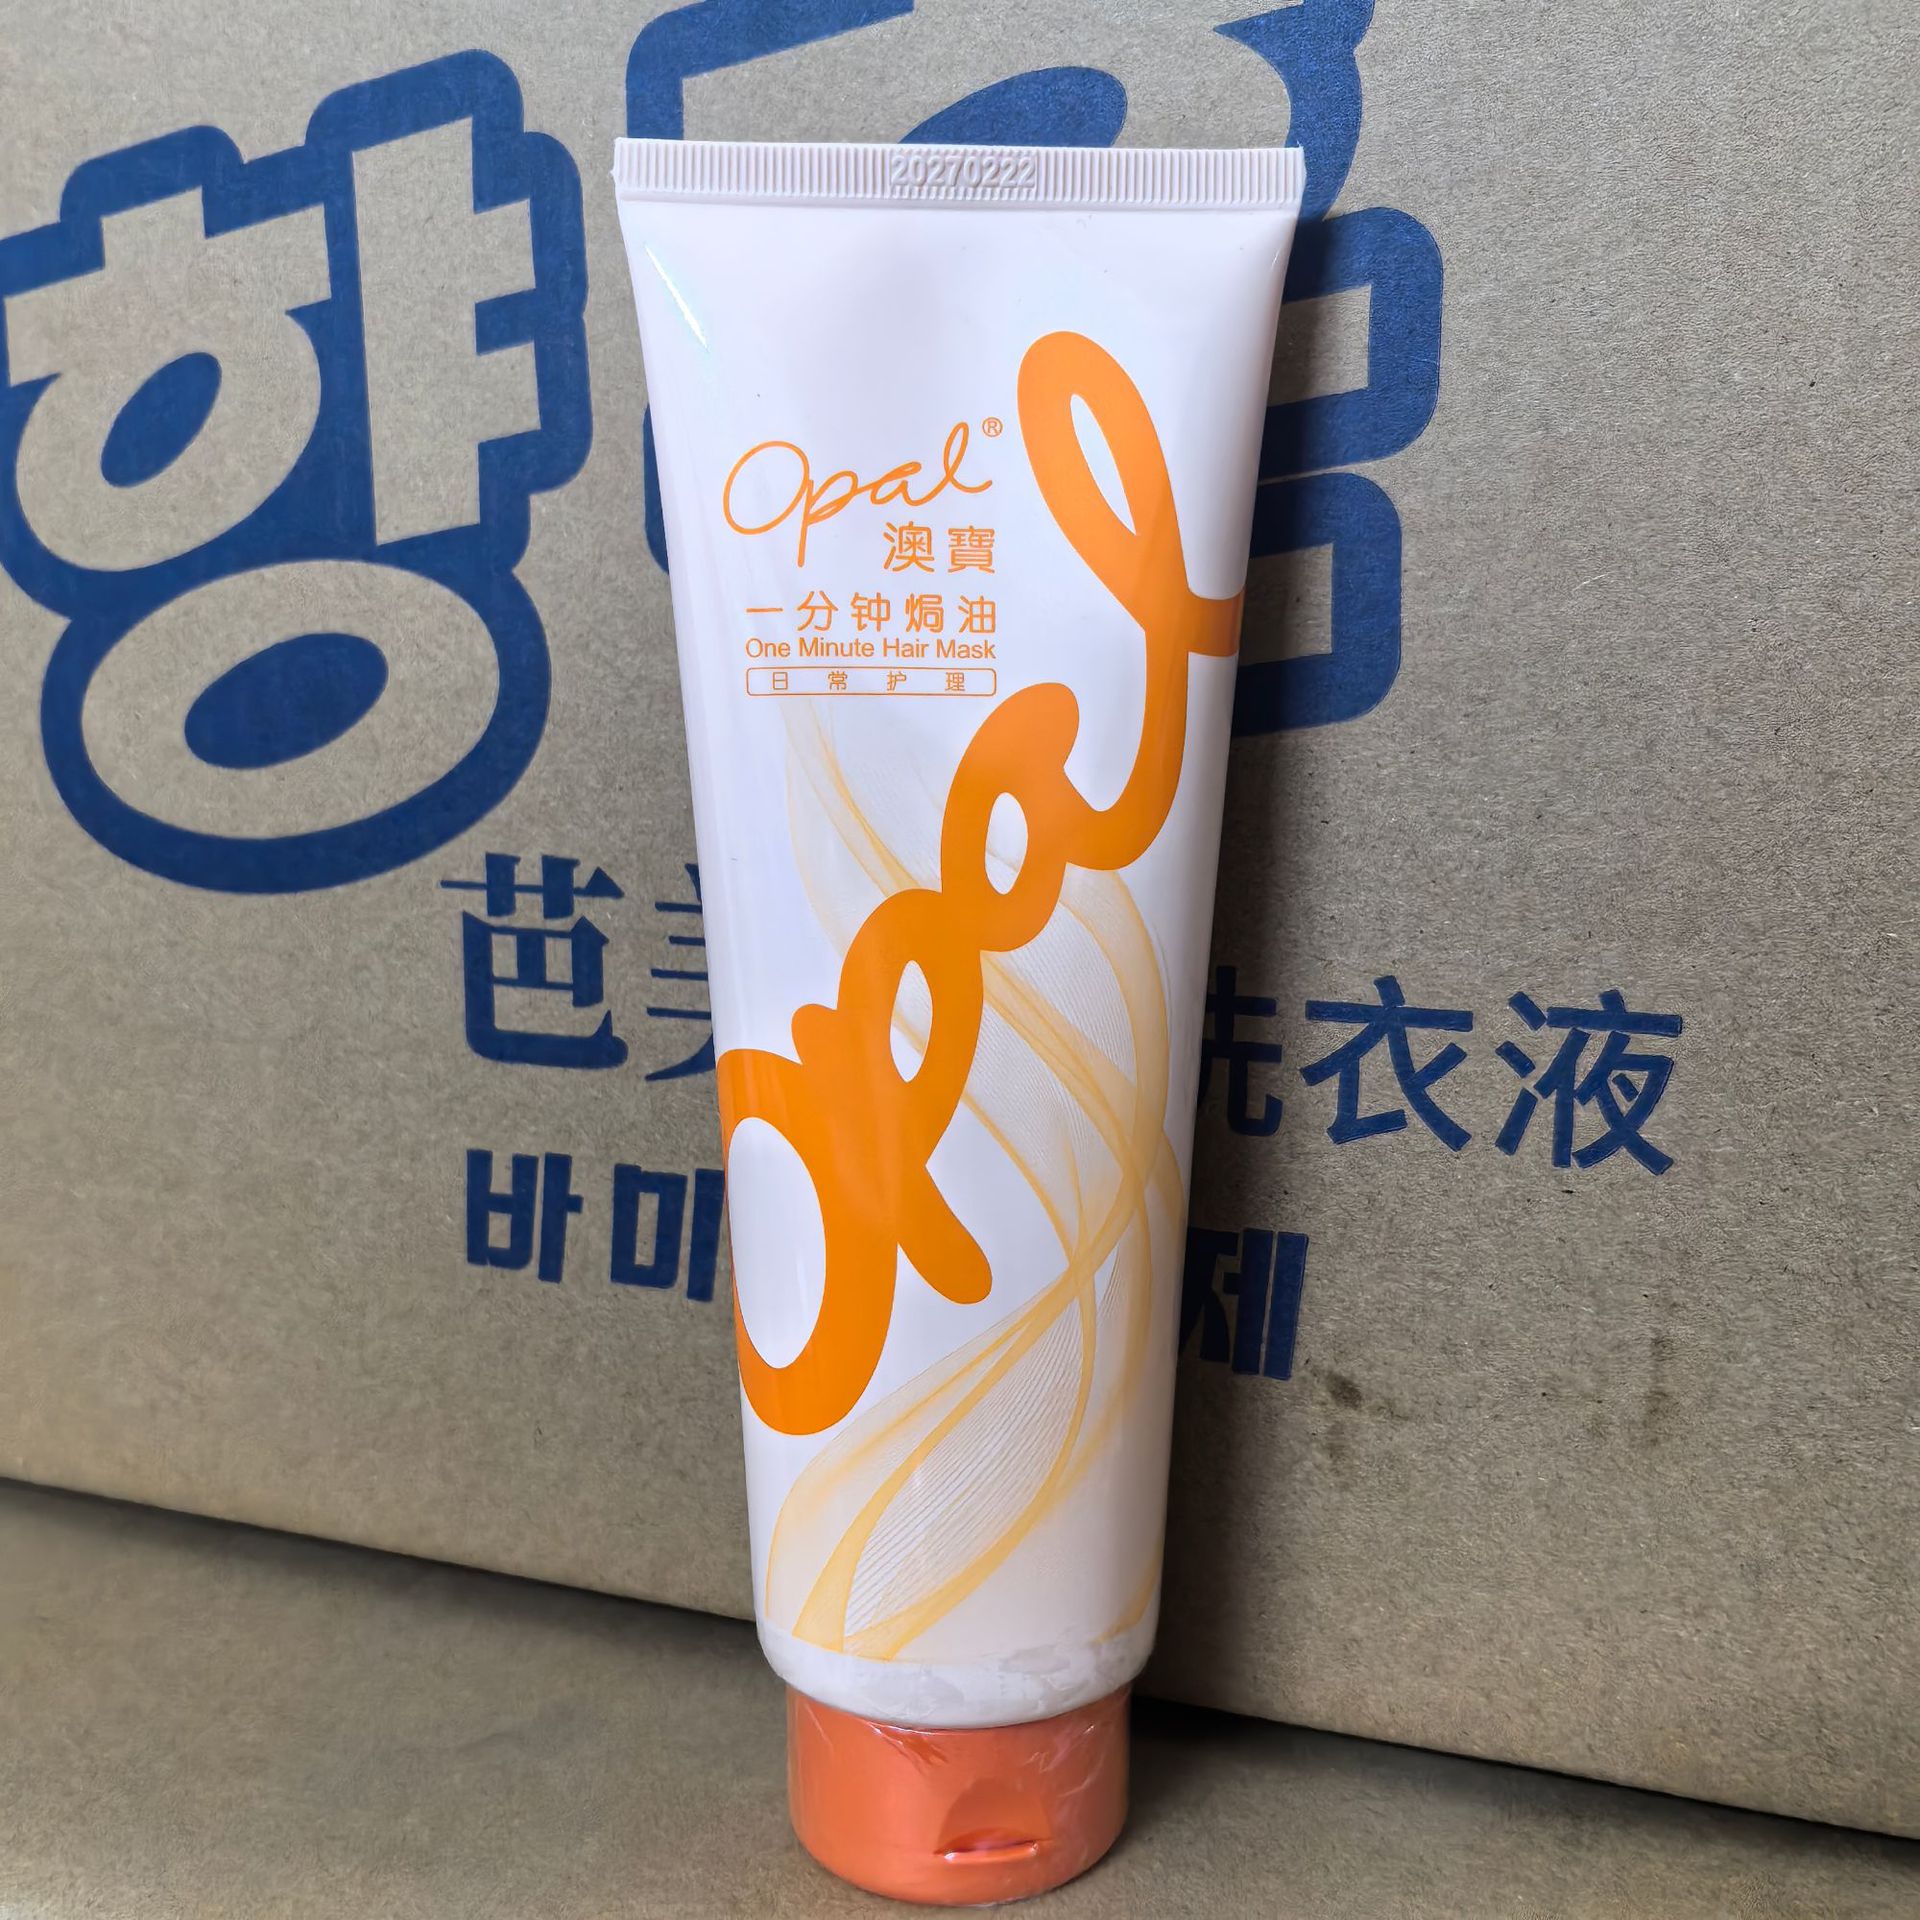 20270222
Opal®
澳寶
一分钟焗油
One Minute Hair Mask
日常护理
Opal
향
芭美
洗衣液
바미
제